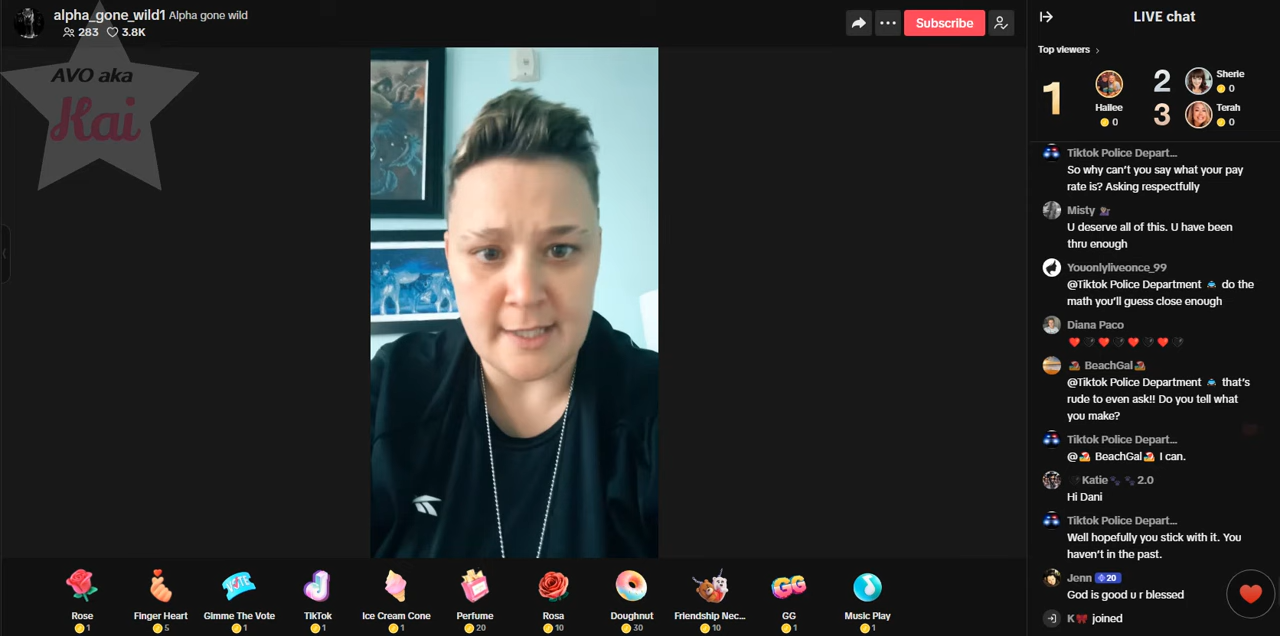 alpha_gone_wild1 Alpha gone wild
283 3.8K
Subscribe
AVO aka
Kai
LIVE chat
Top viewers
1
Hallee
0
2
Sherie
0
3
Terah
0
Tiktok Police Depart...
So why can't you say what your pay
rate is? Asking respectfully
Misty
U deserve all of this. U have been
thru enough
Youonlyliveonce_99
@Tiktok Police Department do the
math you'll guess close enough
Diana Paco
BeachGal
@Tiktok Police Department that's
rude to even ask!! Do you tell what
you make?
Tiktok Police Depart...
@ BeachGal I can.
Katie 2.0
Hi Dani
Tiktok Police Depart...
Well hopefully you stick with it. You
haven't in the past.
Jenn 20
God is good u r blessed
K joined
VOTE
GG
Rose
1
Finger Heart
5
Gimme The Vote
1
TikTok
1
Ice Cream Cone
1
Perfume
20
Rosa
10
Doughnut
30
Friendship Nec...
10
GG
1
Music Play
1